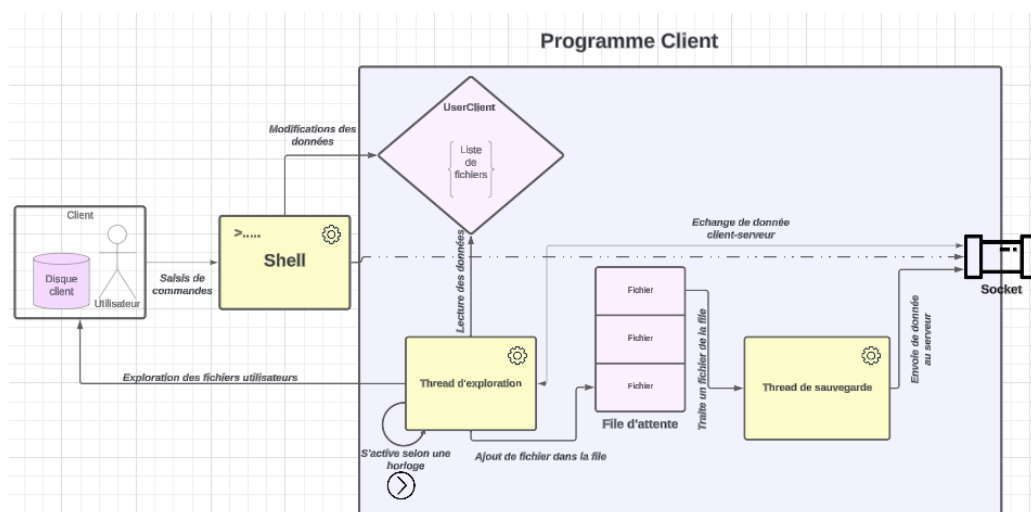 Programme Client
UserClient
Liste
de
fichiers
Modifications des
données
Client
Disque
client
Utilisateur
Saisis de
commandes
>.....
Shell
Echange de donnée
client-serveur
Socket
Lecture des données
Fichier
Fichier
Fichier
File d'attente
Traite un fichier de la file
Thread de sauvegarde
Envoie de donnée
au serveur
Exploration des fichiers utilisateurs
Thread d'exploration
S'active selon une
horloge
Ajout de fichier dans la file